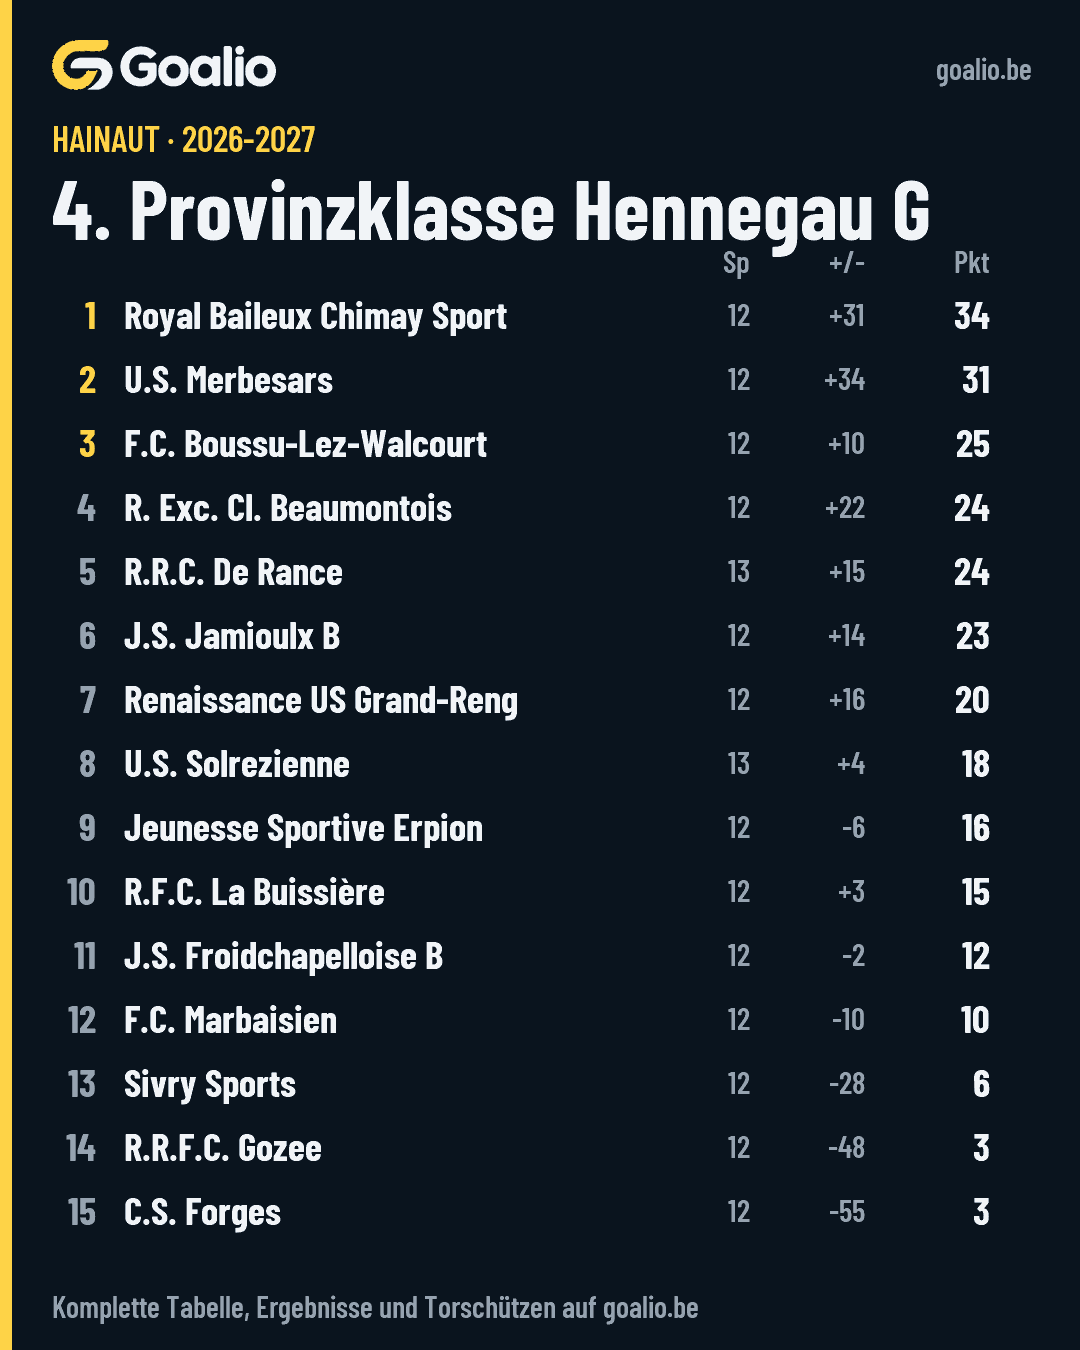 Goalio
goalio.be
HAINAUT · 2026-2027
4. Provinzklasse Hennegau G
Sp +/- Pkt
1 Royal Baileux Chimay Sport 12 +31 34
2 U.S. Merbesars 12 +34 31
3 F.C. Boussu-Lez-Walcourt 12 +10 25
4 R. Exc. Cl. Beaumontois 12 +22 24
5 R.R.C. De Rance 13 +15 24
6 J.S. Jamioulx B 12 +14 23
7 Renaissance US Grand-Reng 12 +16 20
8 U.S. Solrezienne 13 +4 18
9 Jeunesse Sportive Erpion 12 -6 16
10 R.F.C. La Buissière 12 +3 15
11 J.S. Froidchapelloise B 12 -2 12
12 F.C. Marbaisien 12 -10 10
13 Sivry Sports 12 -28 6
14 R.R.F.C. Gozee 12 -48 3
15 C.S. Forges 12 -55 3
Komplette Tabelle, Ergebnisse und Torschützen auf goalio.be